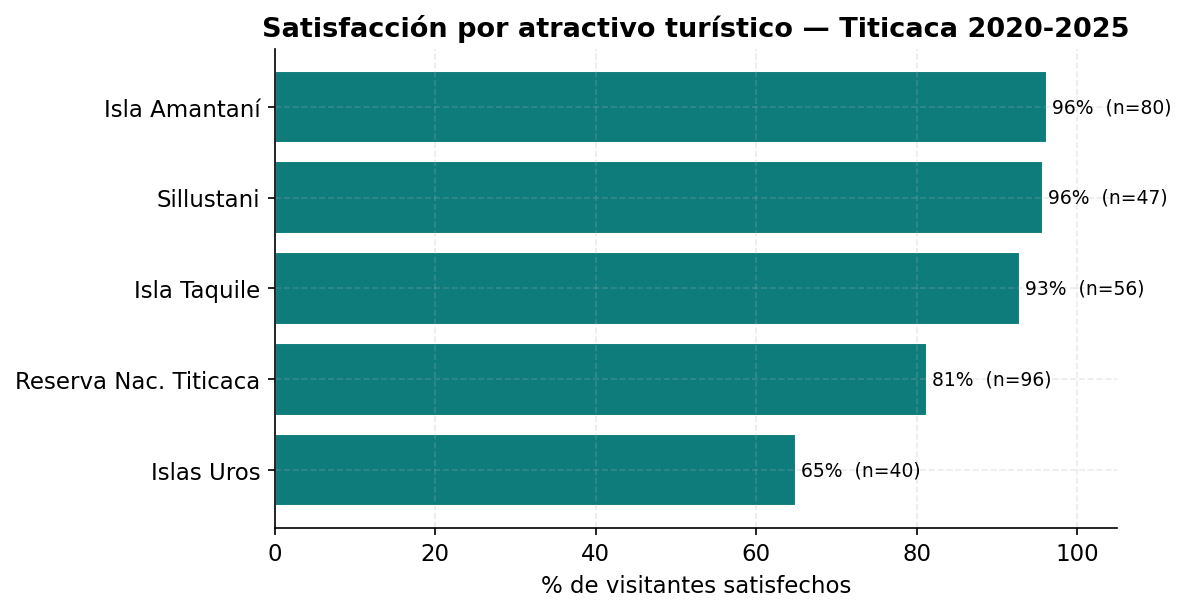 Satisfacción por atractivo turístico — Titicaca 2020-2025
Isla Amantaní 96% (n=80)
Sillustani 96% (n=47)
Isla Taquile 93% (n=56)
Reserva Nac. Titicaca 81% (n=96)
Islas Uros 65% (n=40)
0 20 40 60 80 100
% de visitantes satisfechos